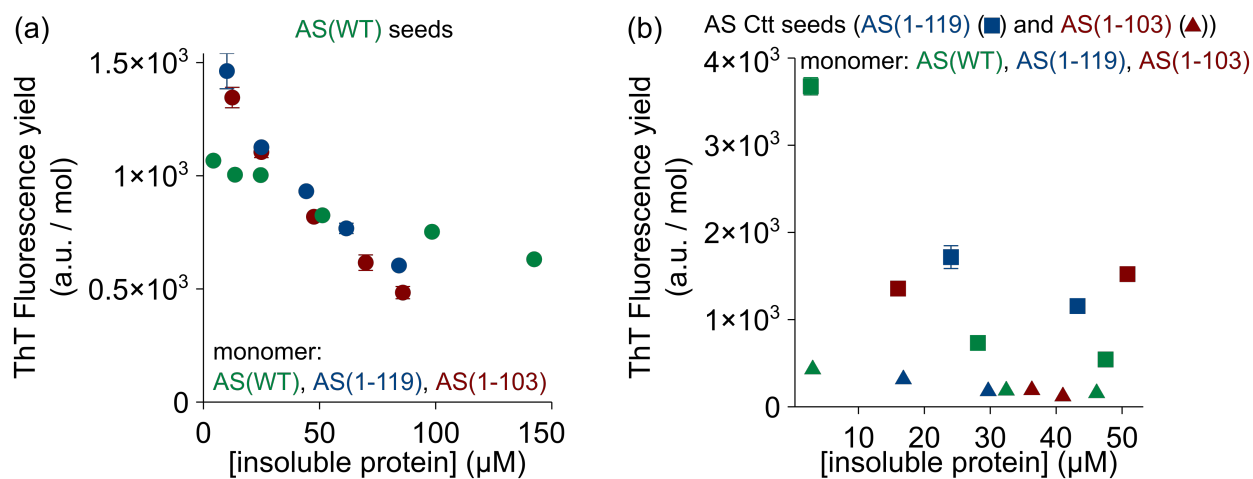 (a)
AS(WT) seeds
ThT Fluorescence yield
(a.u. / mol)
1.5×10³
1×10³
0.5×10³
0
monomer:
AS(WT), AS(1-119), AS(1-103)
0 50 100 150
[insoluble protein] (µM)
(b)
AS Ctt seeds (AS(1-119) (■) and AS(1-103) (▲))
monomer: AS(WT), AS(1-119), AS(1-103)
ThT Fluorescence yield
(a.u. / mol)
4×10³
3×10³
2×10³
1×10³
0
10 20 30 40 50
[insoluble protein] (µM)